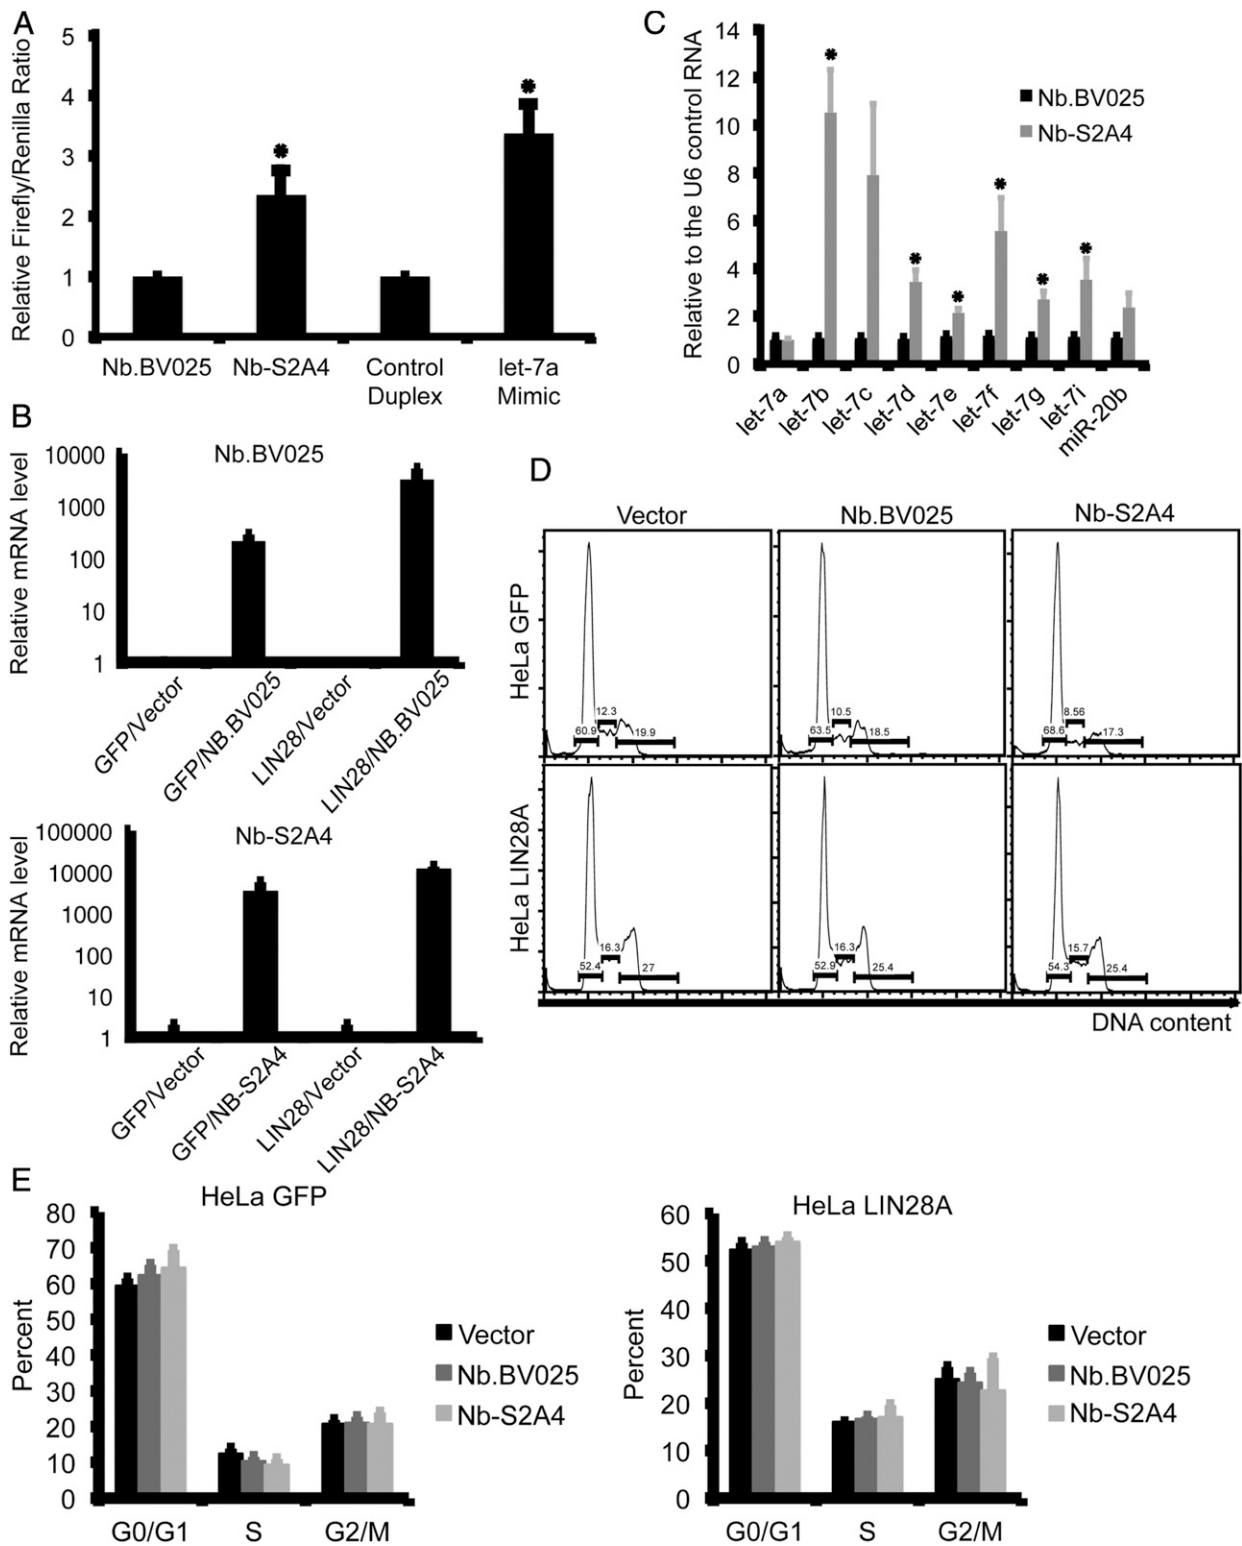 A
Relative Firefly/Renilla Ratio
5
4
3
2
1
0
*
*
Nb.BV025
Nb-S2A4
Control
Duplex
let-7a
Mimic
C
Relative to the U6 control RNA
14
12
10
8
6
4
2
0
*
*
*
*
*
*
Nb.BV025
Nb-S2A4
let-7a
let-7b
let-7c
let-7d
let-7e
let-7f
let-7g
let-7i
miR-20b
B
Relative mRNA level
Nb.BV025
10000
1000
100
10
1
GFP/Vector
GFP/NB.BV025
LIN28/Vector
LIN28/NB.BV025
Relative mRNA level
Nb-S2A4
100000
10000
1000
100
10
1
GFP/Vector
GFP/NB-S2A4
LIN28/Vector
LIN28/NB-S2A4
D
Vector
Nb.BV025
Nb-S2A4
HeLa GFP
60.9
12.3
19.9
63.5
10.5
18.5
68.6
8.56
17.3
HeLa LIN28A
52.4
16.3
27
52.9
16.3
25.4
54.3
15.7
25.4
DNA content
E
HeLa GFP
Percent
80
70
60
50
40
30
20
10
0
G0/G1
S
G2/M
Vector
Nb.BV025
Nb-S2A4
HeLa LIN28A
Percent
60
50
40
30
20
10
0
G0/G1
S
G2/M
Vector
Nb.BV025
Nb-S2A4